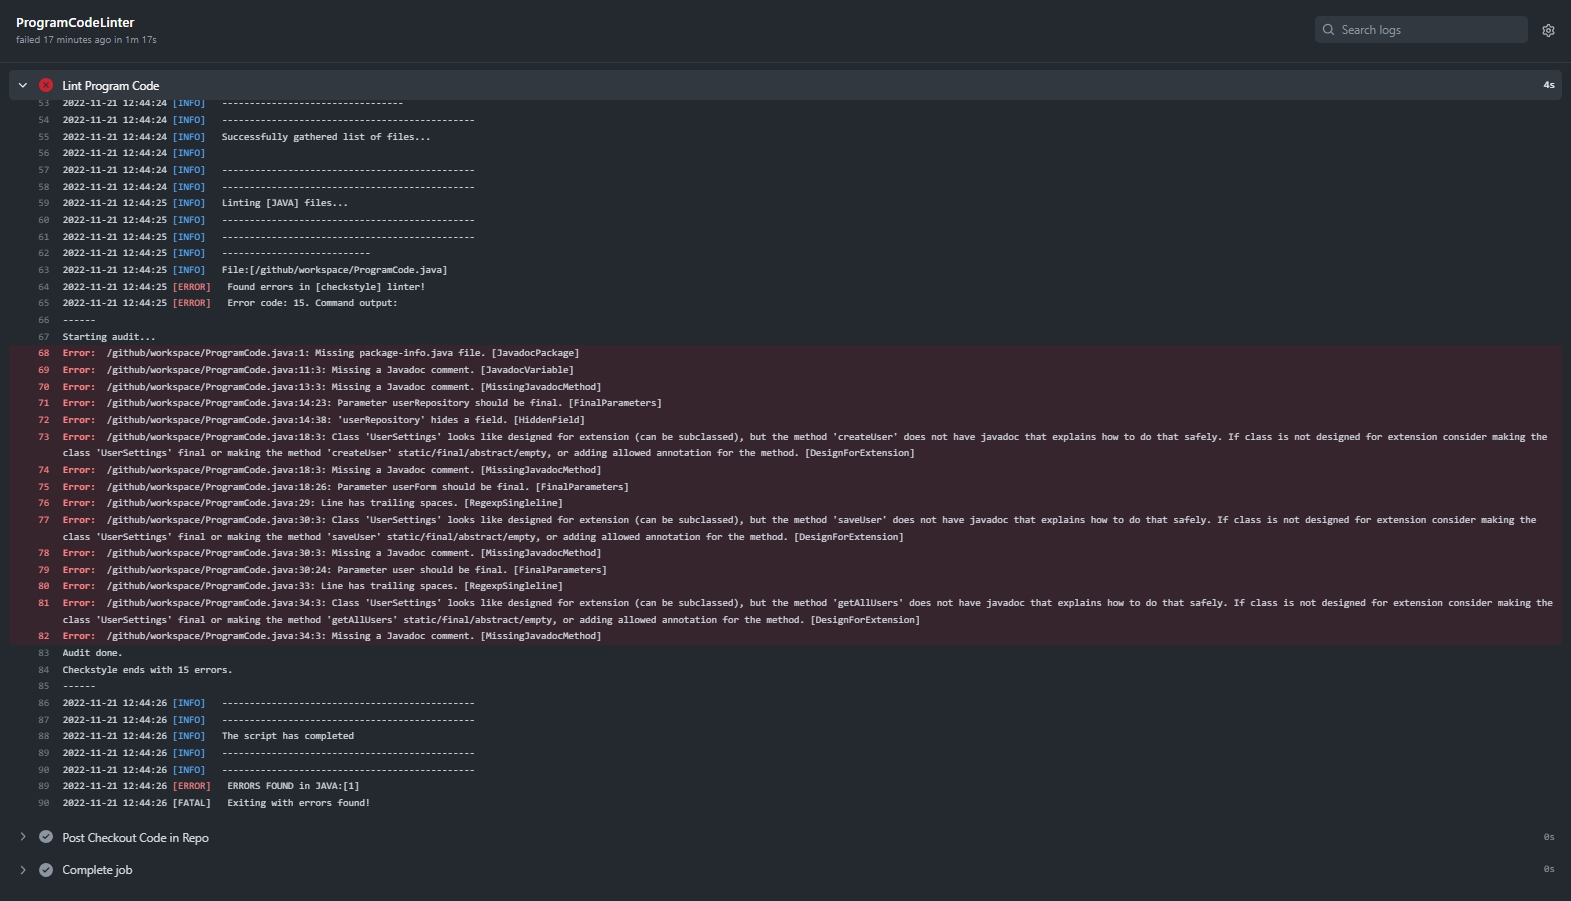 ProgramCodeLinter
failed 17 minutes ago in 1m 17s
Search logs
Lint Program Code
4s
53 2022-11-21 12:44:24 [INFO] ---------------------------------
54 2022-11-21 12:44:24 [INFO] ----------------------------------------------
55 2022-11-21 12:44:24 [INFO] Successfully gathered list of files...
56 2022-11-21 12:44:24 [INFO]
57 2022-11-21 12:44:24 [INFO] ----------------------------------------------
58 2022-11-21 12:44:24 [INFO] ----------------------------------------------
59 2022-11-21 12:44:25 [INFO] Linting [JAVA] files...
60 2022-11-21 12:44:25 [INFO] ----------------------------------------------
61 2022-11-21 12:44:25 [INFO] ----------------------------------------------
62 2022-11-21 12:44:25 [INFO] ---------------------------
63 2022-11-21 12:44:25 [INFO] File:[/github/workspace/ProgramCode.java]
64 2022-11-21 12:44:25 [ERROR] Found errors in [checkstyle] linter!
65 2022-11-21 12:44:25 [ERROR] Error code: 15. Command output:
66 ------
67 Starting audit...
68 Error: /github/workspace/ProgramCode.java:1: Missing package-info.java file. [JavadocPackage]
69 Error: /github/workspace/ProgramCode.java:11:3: Missing a Javadoc comment. [JavadocVariable]
70 Error: /github/workspace/ProgramCode.java:13:3: Missing a Javadoc comment. [MissingJavadocMethod]
71 Error: /github/workspace/ProgramCode.java:14:23: Parameter userRepository should be final. [FinalParameters]
72 Error: /github/workspace/ProgramCode.java:14:38: 'userRepository' hides a field. [HiddenField]
73 Error: /github/workspace/ProgramCode.java:18:3: Class 'UserSettings' looks like designed for extension (can be subclassed), but the method 'createUser' does not have javadoc that explains how to do that safely. If class is not designed for extension consider making the
class 'UserSettings' final or making the method 'createUser' static/final/abstract/empty, or adding allowed annotation for the method. [DesignForExtension]
74 Error: /github/workspace/ProgramCode.java:18:3: Missing a Javadoc comment. [MissingJavadocMethod]
75 Error: /github/workspace/ProgramCode.java:18:26: Parameter userForm should be final. [FinalParameters]
76 Error: /github/workspace/ProgramCode.java:29: Line has trailing spaces. [RegexpSingleline]
77 Error: /github/workspace/ProgramCode.java:30:3: Class 'UserSettings' looks like designed for extension (can be subclassed), but the method 'saveUser' does not have javadoc that explains how to do that safely. If class is not designed for extension consider making the
class 'UserSettings' final or making the method 'saveUser' static/final/abstract/empty, or adding allowed annotation for the method. [DesignForExtension]
78 Error: /github/workspace/ProgramCode.java:30:3: Missing a Javadoc comment. [MissingJavadocMethod]
79 Error: /github/workspace/ProgramCode.java:30:24: Parameter user should be final. [FinalParameters]
80 Error: /github/workspace/ProgramCode.java:33: Line has trailing spaces. [RegexpSingleline]
81 Error: /github/workspace/ProgramCode.java:34:3: Class 'UserSettings' looks like designed for extension (can be subclassed), but the method 'getAllUsers' does not have javadoc that explains how to do that safely. If class is not designed for extension consider making the
class 'UserSettings' final or making the method 'getAllUsers' static/final/abstract/empty, or adding allowed annotation for the method. [DesignForExtension]
82 Error: /github/workspace/ProgramCode.java:34:3: Missing a Javadoc comment. [MissingJavadocMethod]
83 Audit done.
84 Checkstyle ends with 15 errors.
85 ------
86 2022-11-21 12:44:26 [INFO] ----------------------------------------------
87 2022-11-21 12:44:26 [INFO] ----------------------------------------------
88 2022-11-21 12:44:26 [INFO] The script has completed
89 2022-11-21 12:44:26 [INFO] ----------------------------------------------
90 2022-11-21 12:44:26 [INFO] ----------------------------------------------
89 2022-11-21 12:44:26 [ERROR] ERRORS FOUND in JAVA:[1]
90 2022-11-21 12:44:26 [FATAL] Exiting with errors found!
Post Checkout Code in Repo
0s
Complete job
0s